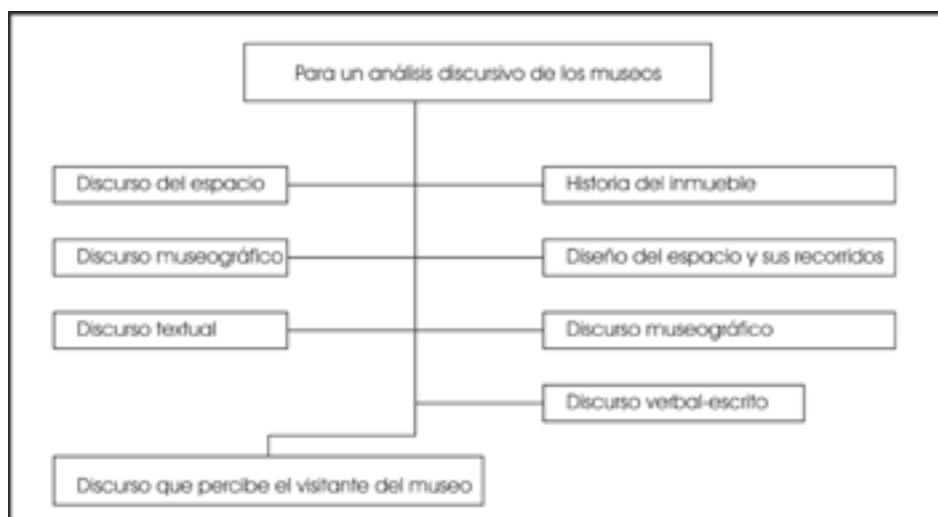 Para un análisis discursivo de los museos
Discurso del espacio
Historia del inmueble
Discurso museográfico
Diseño del espacio y sus recorridos
Discurso textual
Discurso museográfico
Discurso verbal-escrito
Discurso que percibe el visitante del museo